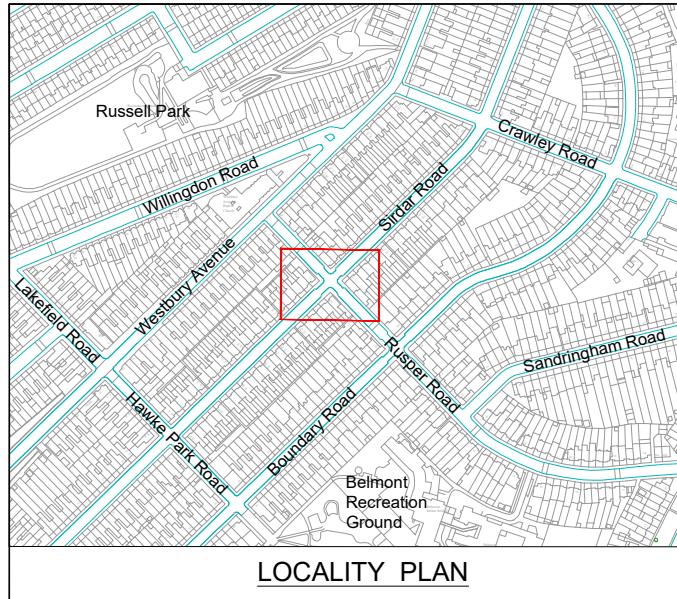 Russell Park
Crawley Road
Willingdon Road
Sirdar Road
Westbury Avenue
Lakefield Road
Rusper Road
Sandringham Road
Hawke Park Road
Boundary Road
Belmont
Recreation
Ground
LOCALITY PLAN